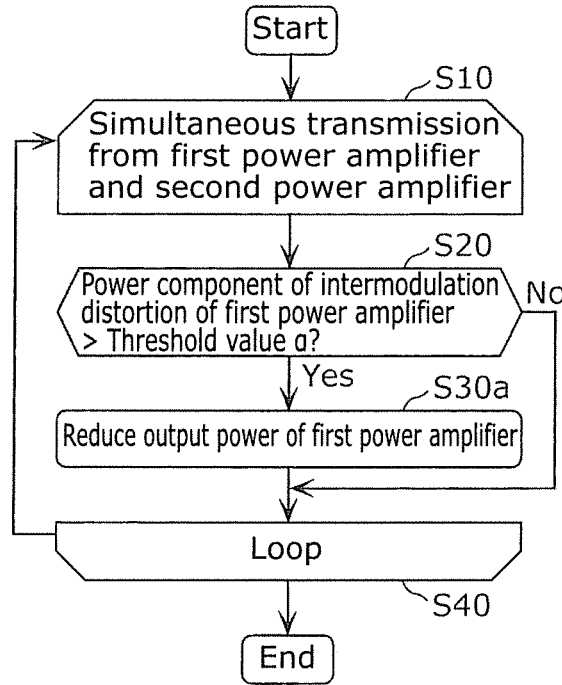 Start
S10
Simultaneous transmission
from first power amplifier
and second power amplifier
S20
Power component of intermodulation
distortion of first power amplifier
> Threshold value α?
No
Yes
S30a
Reduce output power of first power amplifier
Loop
S40
End